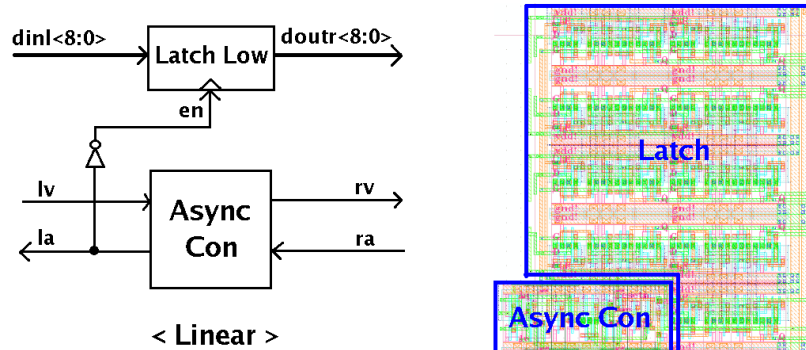 dinl<8:0>
Latch Low
doutr<8:0>
en
lv
Async
Con
rv
la
ra
< Linear >
Latch
Async Con